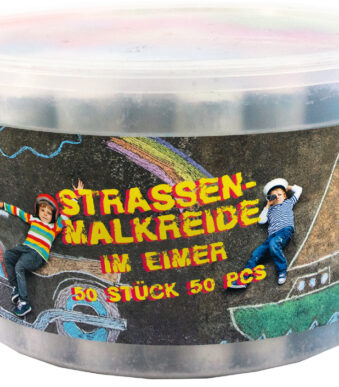 STRASSEN-
MALKREIDE
IM EIMER
50 STÜCK 50 PCS